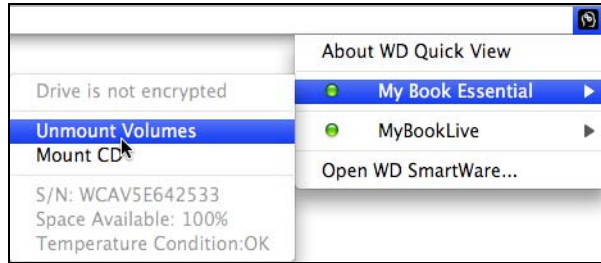 About WD Quick View
My Book Essential
MyBookLive
Open WD SmartWare...
Drive is not encrypted
Unmount Volumes
Mount CD
S/N: WCAV5E642533
Space Available: 100%
Temperature Condition:OK